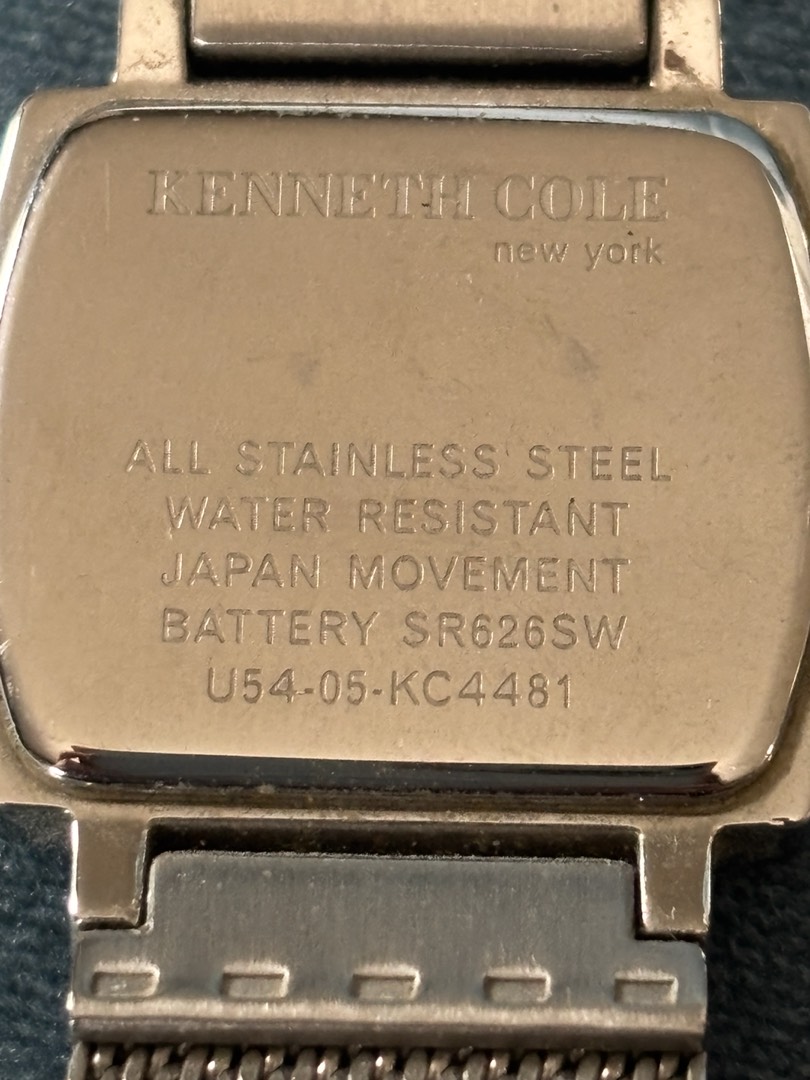 KENNETH COLE
new york
ALL STAINLESS STEEL
WATER RESISTANT
JAPAN MOVEMENT
BATTERY SR626SW
U54-05-KC4481